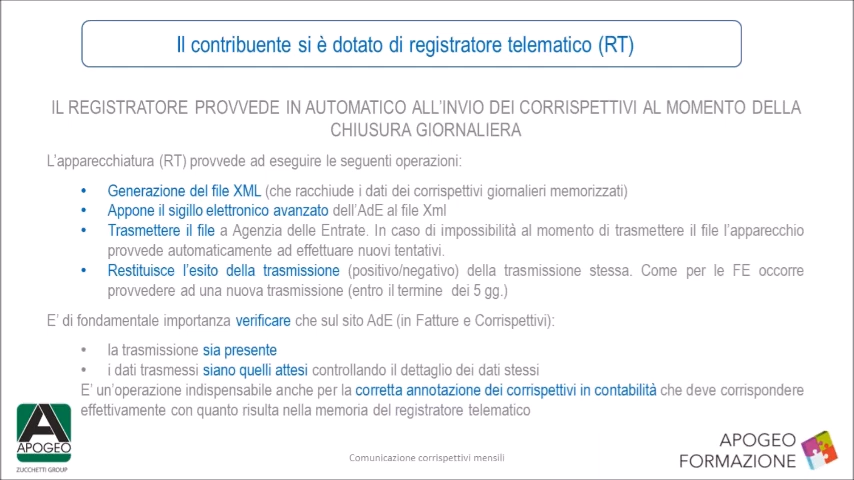 Il contribuente si è dotato di registratore telematico (RT)
IL REGISTRATORE PROVVEDE IN AUTOMATICO ALL'INVIO DEI CORRISPETTIVI AL MOMENTO DELLA
CHIUSURA GIORNALIERA
L'apparecchiatura (RT) provvede ad eseguire le seguenti operazioni:
• Generazione del file XML (che racchiude i dati dei corrispettivi giornalieri memorizzati)
• Appone il sigillo elettronico avanzato dell'AdE al file Xml
• Trasmettere il file a Agenzia delle Entrate. In caso di impossibilità al momento di trasmettere il file l'apparecchio
provvede automaticamente ad effettuare nuovi tentativi.
• Restituisce l'esito della trasmissione (positivo/negativo) della trasmissione stessa. Come per le FE occorre
provvedere ad una nuova trasmissione (entro il termine dei 5 gg.)
E' di fondamentale importanza verificare che sul sito AdE (in Fatture e Corrispettivi):
• la trasmissione sia presente
• i dati trasmessi siano quelli attesi controllando il dettaglio dei dati stessi
E' un'operazione indispensabile anche per la corretta annotazione dei corrispettivi in contabilità che deve corrispondere
effettivamente con quanto risulta nella memoria del registratore telematico
A
APOGEO
ZUCCHETTI GROUP
Comunicazione corrispettivi mensili
APOGEO
FORMAZIONE